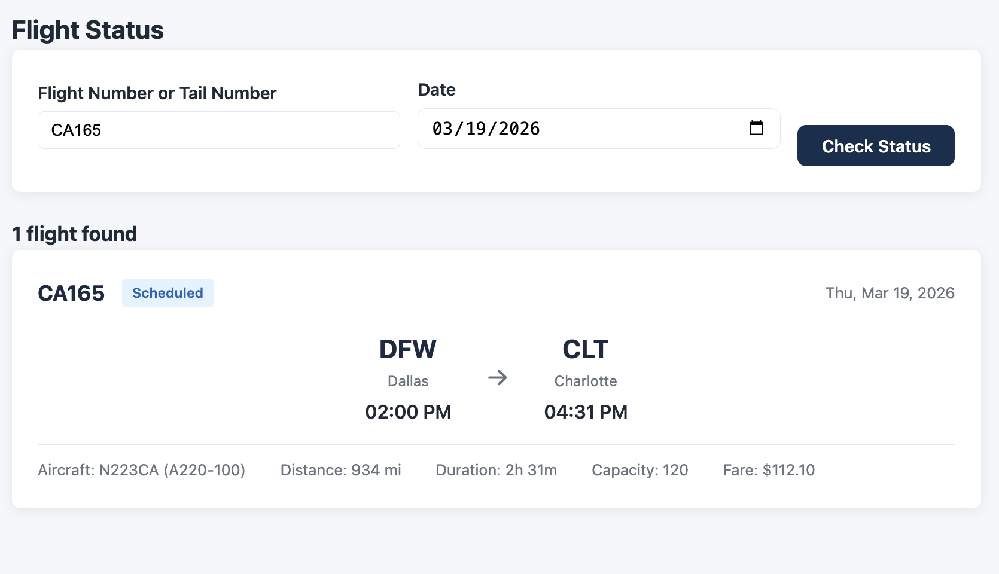 Flight Status
Flight Number or Tail Number
CA165
Date
03/19/2026
Check Status
1 flight found
CA165
Scheduled
Thu, Mar 19, 2026
DFW
Dallas
02:00 PM
CLT
Charlotte
04:31 PM
Aircraft: N223CA (A220-100) Distance: 934 mi Duration: 2h 31m Capacity: 120 Fare: $112.10